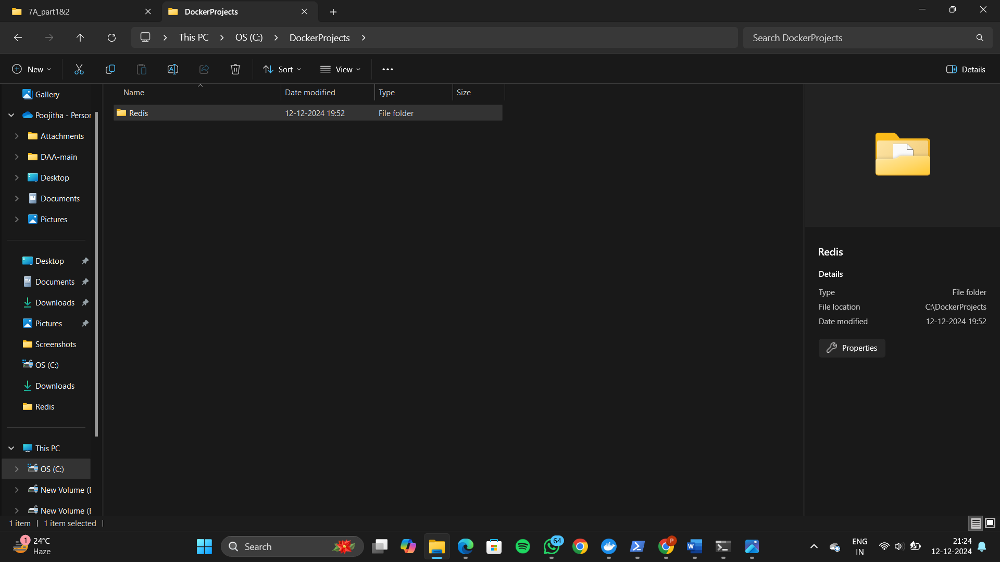 7A_part1&2
DockerProjects
This PC
OS (C:)
DockerProjects
Search DockerProjects
New
Sort
View
Details
Gallery
Poojitha - Person
Attachments
DAA-main
Desktop
Documents
Pictures
Desktop
Documents
Downloads
Pictures
Screenshots
OS (C:)
Downloads
Redis
This PC
OS (C:)
New Volume (
New Volume (
Name Date modified Type Size
Redis 12-12-2024 19:52 File folder
Redis
Details
Type File folder
File location C:\DockerProjects
Date modified 12-12-2024 19:52
Properties
1 item 1 item selected
1
24°C
Haze
Search
64
P
ENG
IN
21:24
12-12-2024